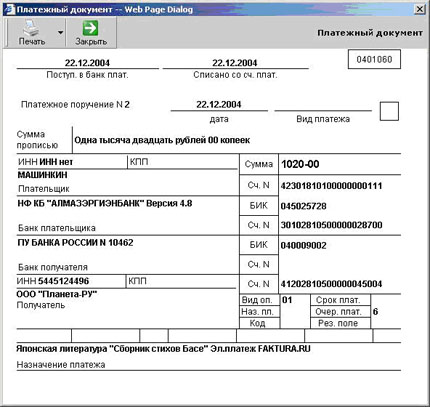 Платежный документ -- Web Page Dialog
Печать Закрыть Платежный документ
22.12.2004 22.12.2004 0401060
Поступ. в банк плат. Списано со сч. плат.
Платежное поручение N 2 22.12.2004
дата Вид платежа
Сумма прописью Одна тысяча двадцать рублей 00 копеек
ИНН ИНН нет КПП Сумма 1020-00
МАШИНКИН
Плательщик Сч. N 42301810100000000111
НФ КБ "АЛМАЗЭРГИЭНБАНК" Версия 4.8 БИК 045025728
Банк плательщика Сч. N 30102810500000028700
ПУ БАНКА РОССИИ N 10462 БИК 040009002
Банк получателя Сч. N
ИНН 5445124496 КПП Сч. N 41202810500000045004
ООО "Планета-РУ" Вид оп. 01 Срок плат.
Получатель Наз. пл. Очер. плат. 6
Код Рез. поле
Японская литература "Сборник стихов Басе" Эл.платеж FAKTURA.RU
Назначение платежа